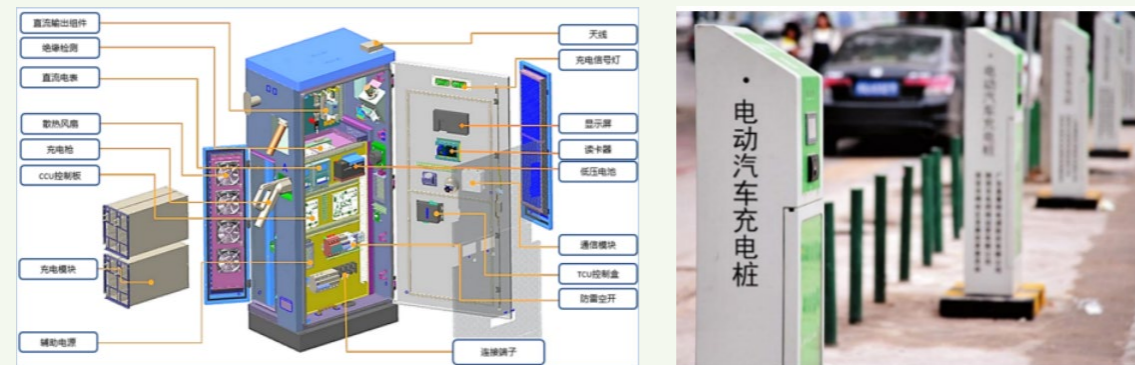 直流输出组件
绝缘检测
直流电表
散热风扇
充电枪
CCU控制板
充电模块
辅助电源
天线
充电信号灯
显示屏
读卡器
低压电池
通信模块
TCU控制盒
防雷空开
连接端子
电动汽车充电桩
电动汽车充电桩